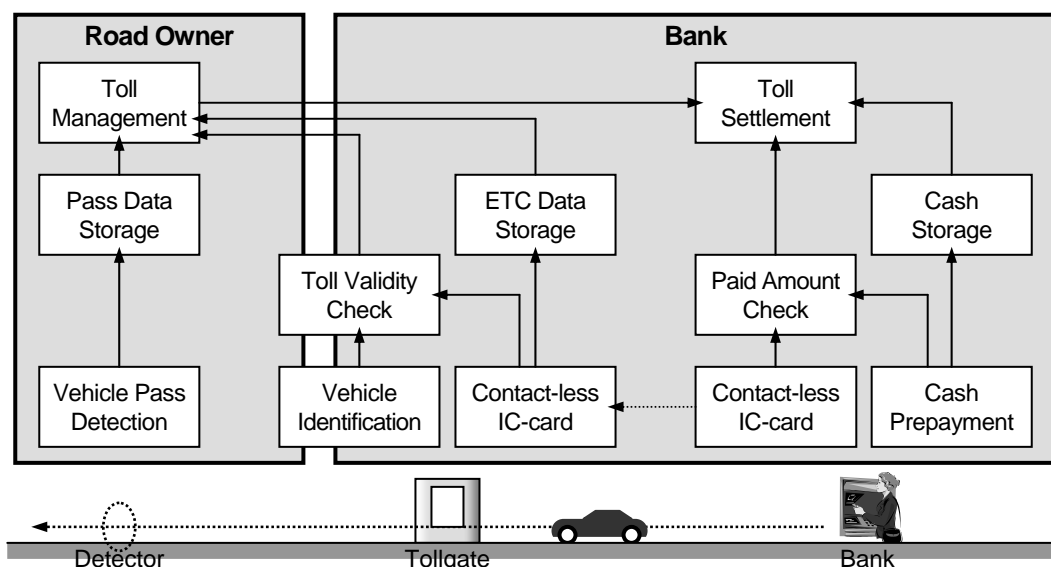 Road Owner
Bank
Toll
Management
Toll
Settlement
Pass Data
Storage
ETC Data
Storage
Cash
Storage
Toll Validity
Check
Paid Amount
Check
Vehicle Pass
Detection
Vehicle
Identification
Contact-less
IC-card
Contact-less
IC-card
Cash
Prepayment
Detector
Tollgate
Bank